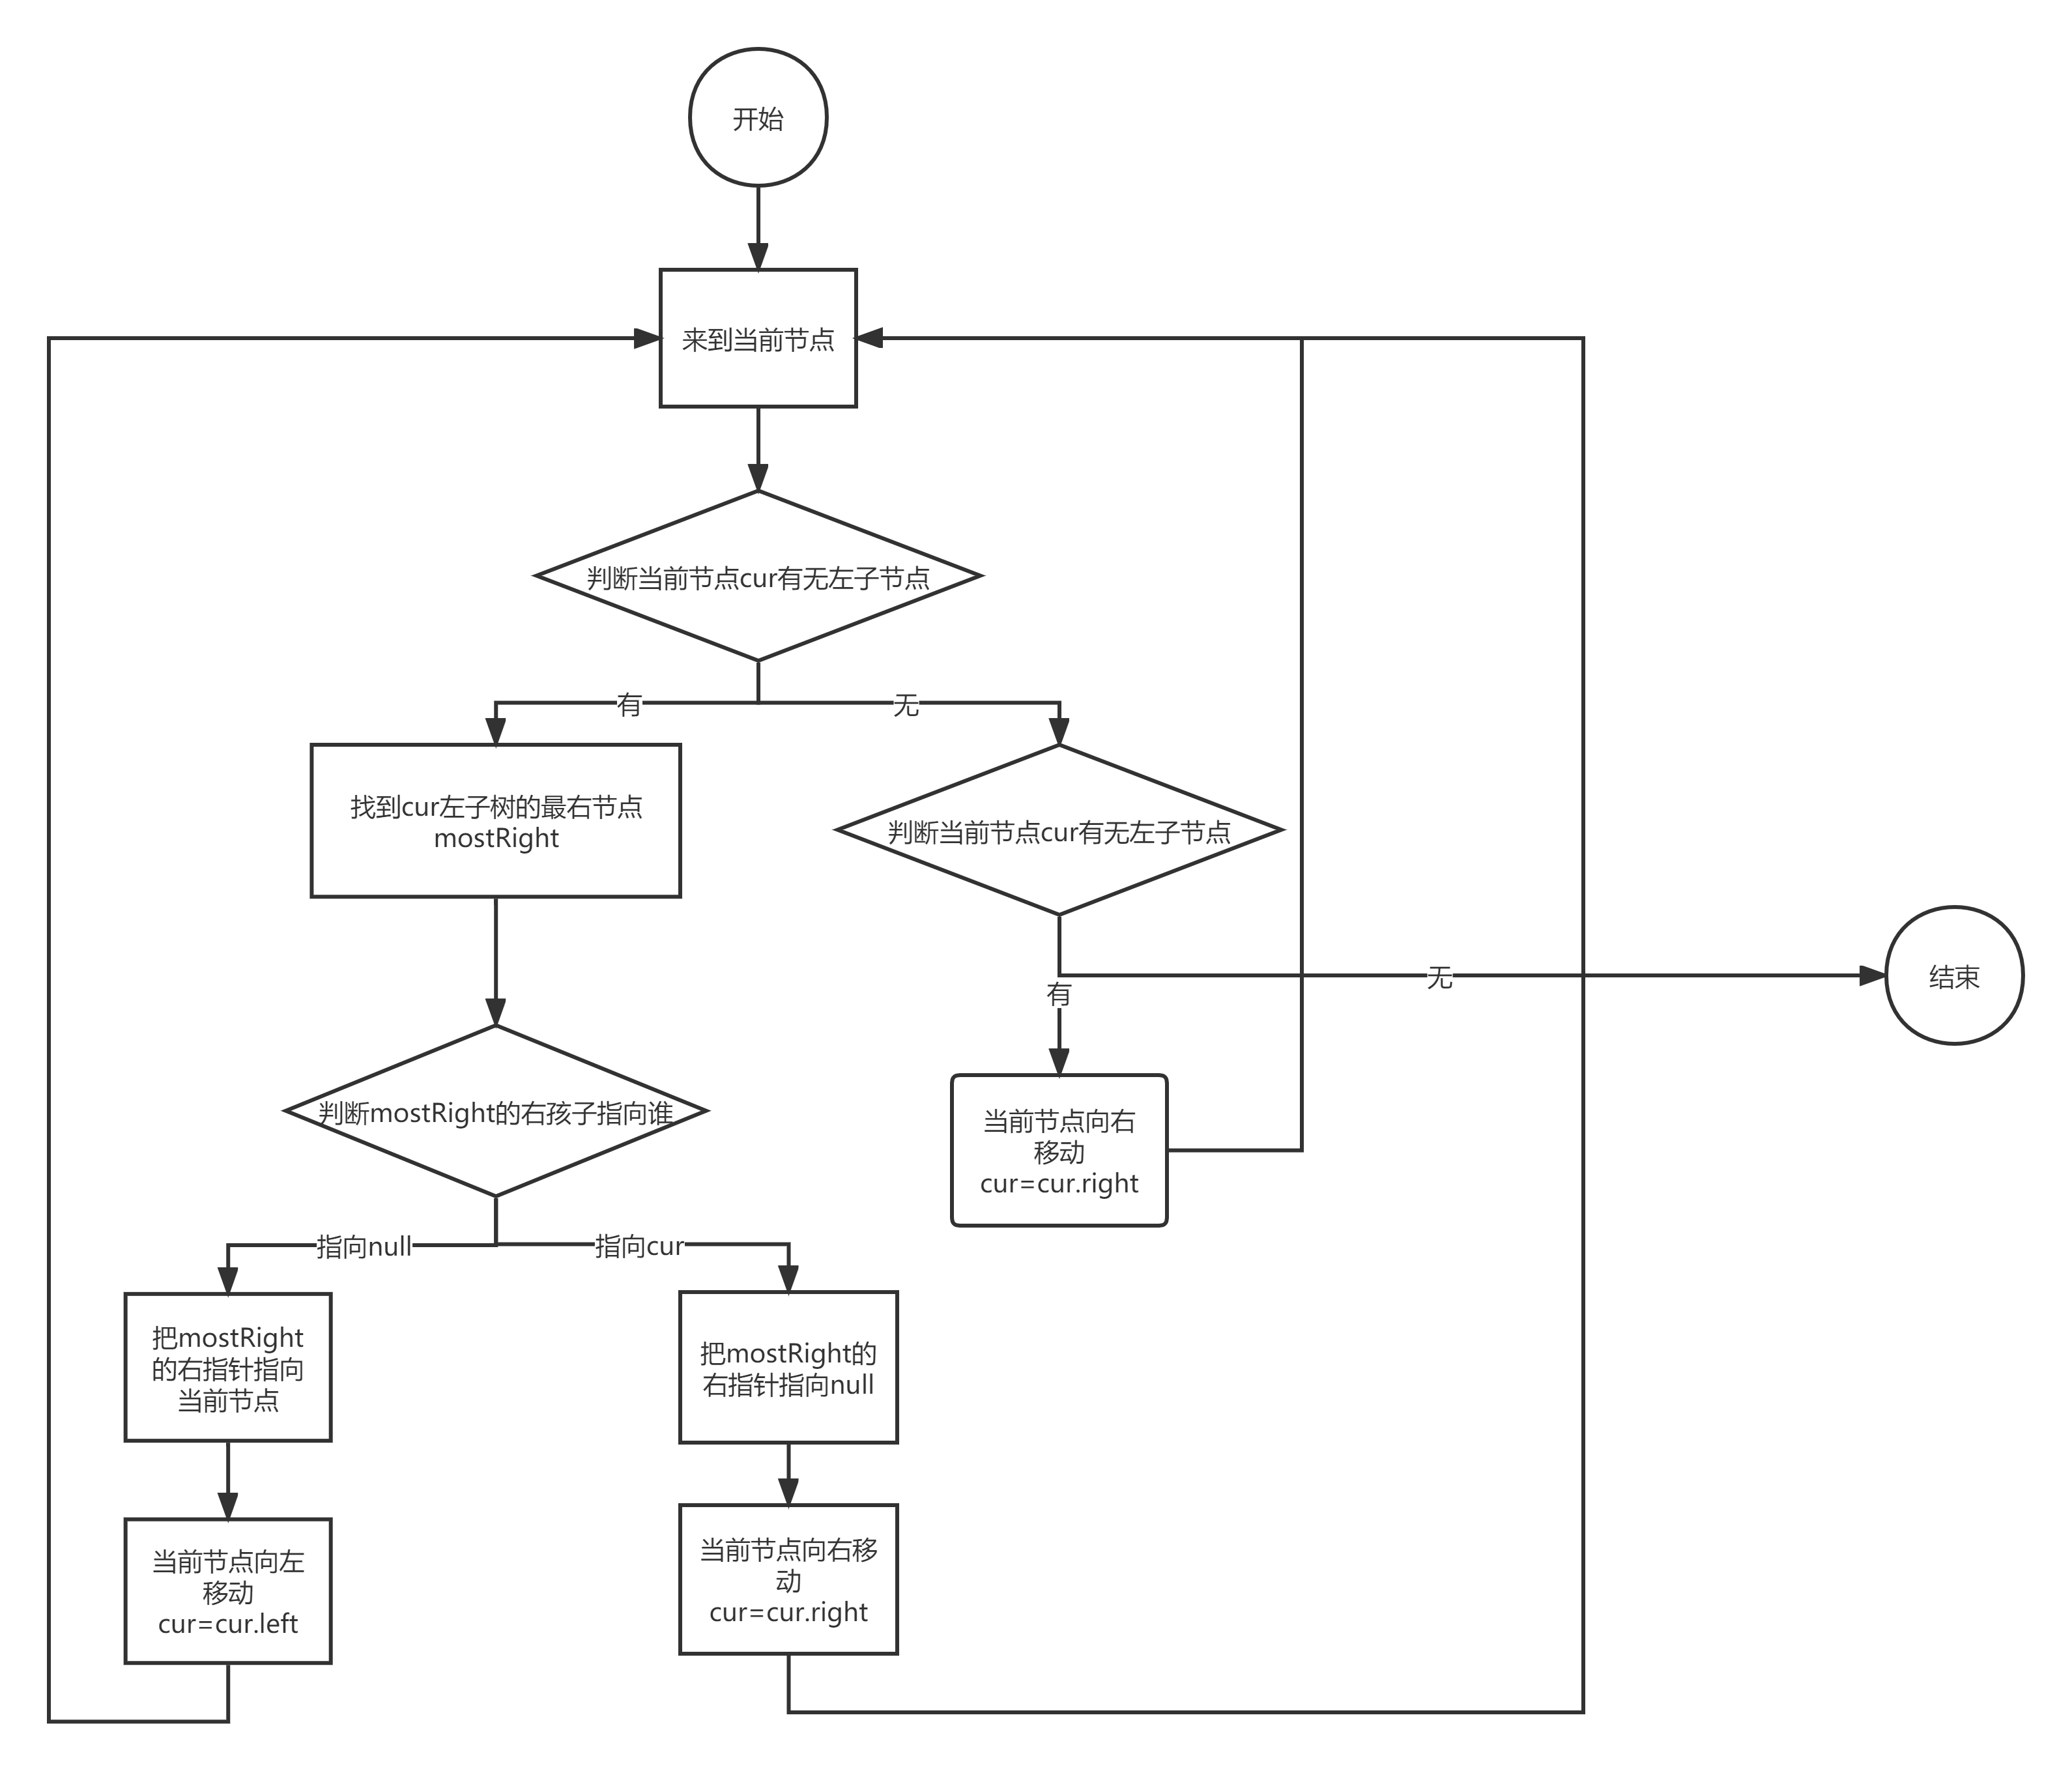 开始
来到当前节点
判断当前节点cur有无左子节点
有
无
找到cur左子树的最右节点
mostRight
判断当前节点cur有无左子节点
无
结束
有
判断mostRight的右孩子指向谁
当前节点向右
移动
cur=cur.right
指向null
指向cur
把mostRight
的右指针指向
当前节点
把mostRight的
右指针指向null
当前节点向左
移动
cur=cur.left
当前节点向右移
动
cur=cur.right